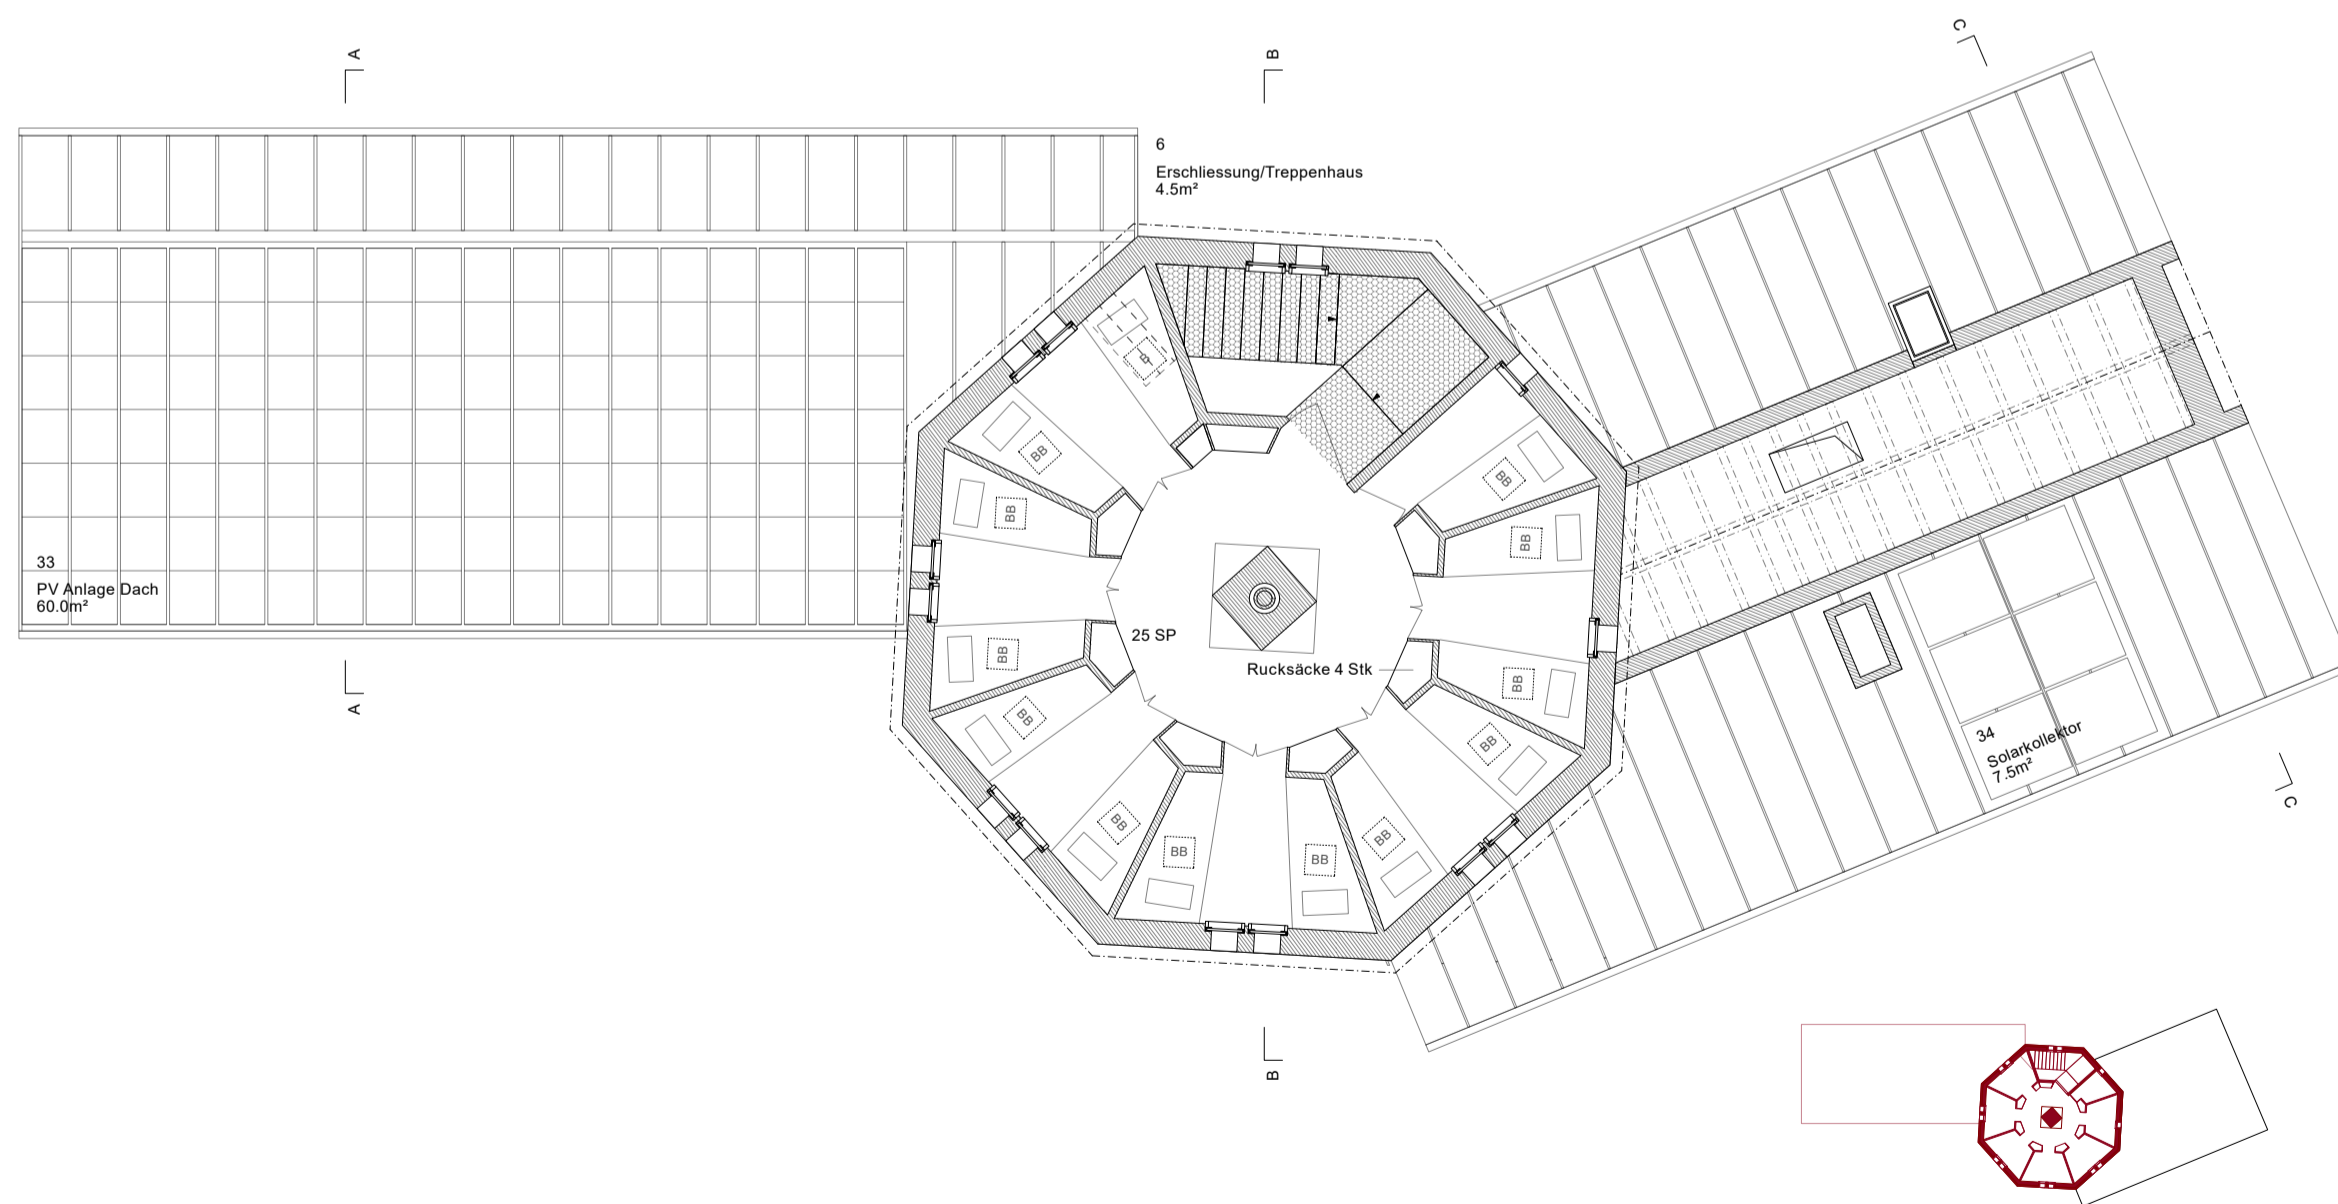 A
B
C
6
Erschliessung/Treppenhaus
4.5m²
B
BB
BB
BB
BB
BB
33
PV Anlage Dach
60.0m²
25 SP
BB
Rucksäcke 4 Stk
BB
BB
BB
A
34
Solarkollektor
7.5m²
BB
BB
BB
BB
C
B